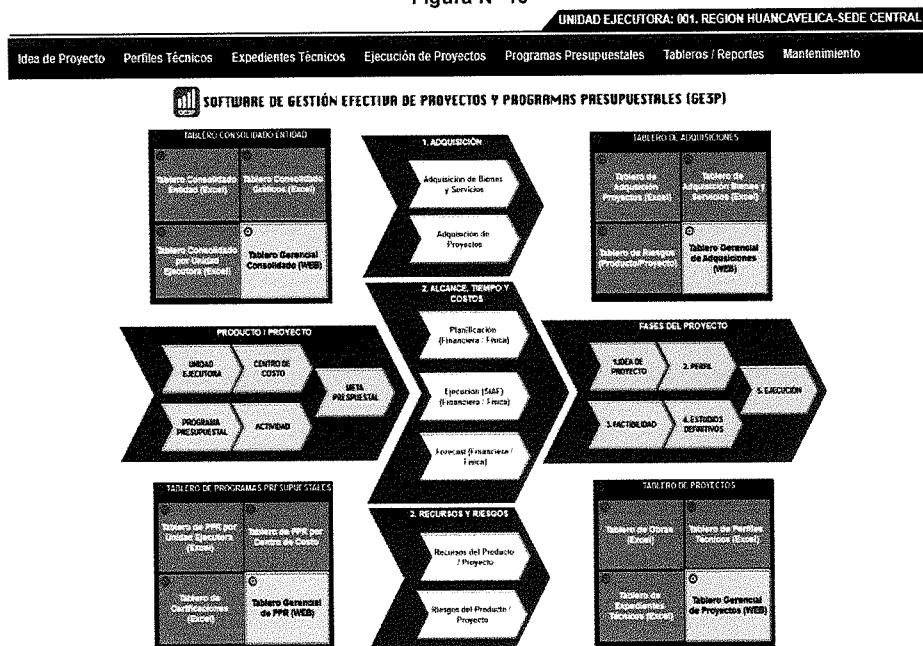 Figura N° 10
UNIDAD EJECUTORA: 001. REGION HUANCAVELICA-SEDE CENTRAL
Idea de Proyecto Perfiles Técnicos Expedientes Técnicos Ejecución de Proyectos Programas Presupuestales Tableros / Reportes Mantenimiento
SOFTWARE DE GESTIÓN EFECTIVA DE PROYECTOS Y PROGRAMAS PRESUPUESTALES (GE3P)
TABLERO CONSOLIDADO ENTIDAD
Tablero Consolidado
Entidad (Excel)
Tablero Consolidado
Gráficos (Excel)
Tablero Consolidado
por Unidad
Ejecutora (Excel)
Tablero Gerencial
Consolidado (WEB)
1. ADQUISICIÓN
Adquisición de Bienes
y Servicios
Adquisición de
Proyectos
TABLERO DE ADQUISICIONES
Tablero de
Adquisición
Proyectos (Excel)
Tablero de
Adquisición Bienes y
Servicios (Excel)
Tablero de Riesgos
(Producto/Proyecto)
Tablero Gerencial
de Adquisiciones
(WEB)
PRODUCTO / PROYECTO
UNIDAD
EJECUTORA
CENTRO DE
COSTO
PROGRAMA
PRESUPUESTAL
ACTIVIDAD
META
PRESPUESTAL
2. ALCANCE, TIEMPO Y
COSTOS
Planificación
(Financiera / Física)
Ejecución (SIAF)
(Financiera / Física)
Forecast (Financiera /
Física)
FASES DEL PROYECTO
1.IDEA DE
PROYECTO
2. PERFIL
3. FACTIBILIDAD
4. ESTUDIOS
DEFINITIVOS
5. EJECUCIÓN
TABLERO DE PROGRAMAS PRESUPUESTALES
Tablero de PPR por
Unidad Ejecutora
(Excel)
Tablero de PPR por
Centro de Costo
Tablero de
Certificaciones
(Excel)
Tablero Gerencial
de PPR (WEB)
3. RECURSOS Y RIESGOS
Recursos del Producto
/ Proyecto
Riesgos del Producto /
Proyecto
TABLERO DE PROYECTOS
Tablero de Obras
(Excel)
Tablero de Perfiles
Técnicos (Excel)
Tablero de
Expedientes
Técnicos (Excel)
Tablero Gerencial
de Proyectos (WEB)